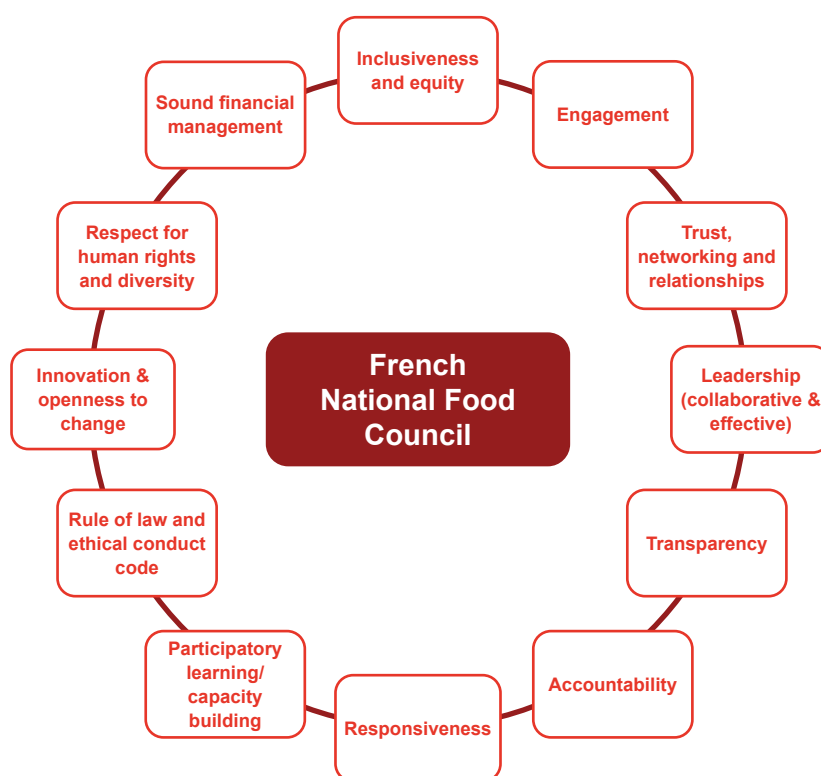 Inclusiveness
and equity
Engagement
Trust,
networking and
relationships
Leadership
(collaborative &
effective)
Transparency
Accountability
Responsiveness
Participatory
learning/
capacity
building
Rule of law and
ethical conduct
code
Innovation &
openness to
change
Respect for
human rights
and diversity
Sound financial
management
French
National Food
Council